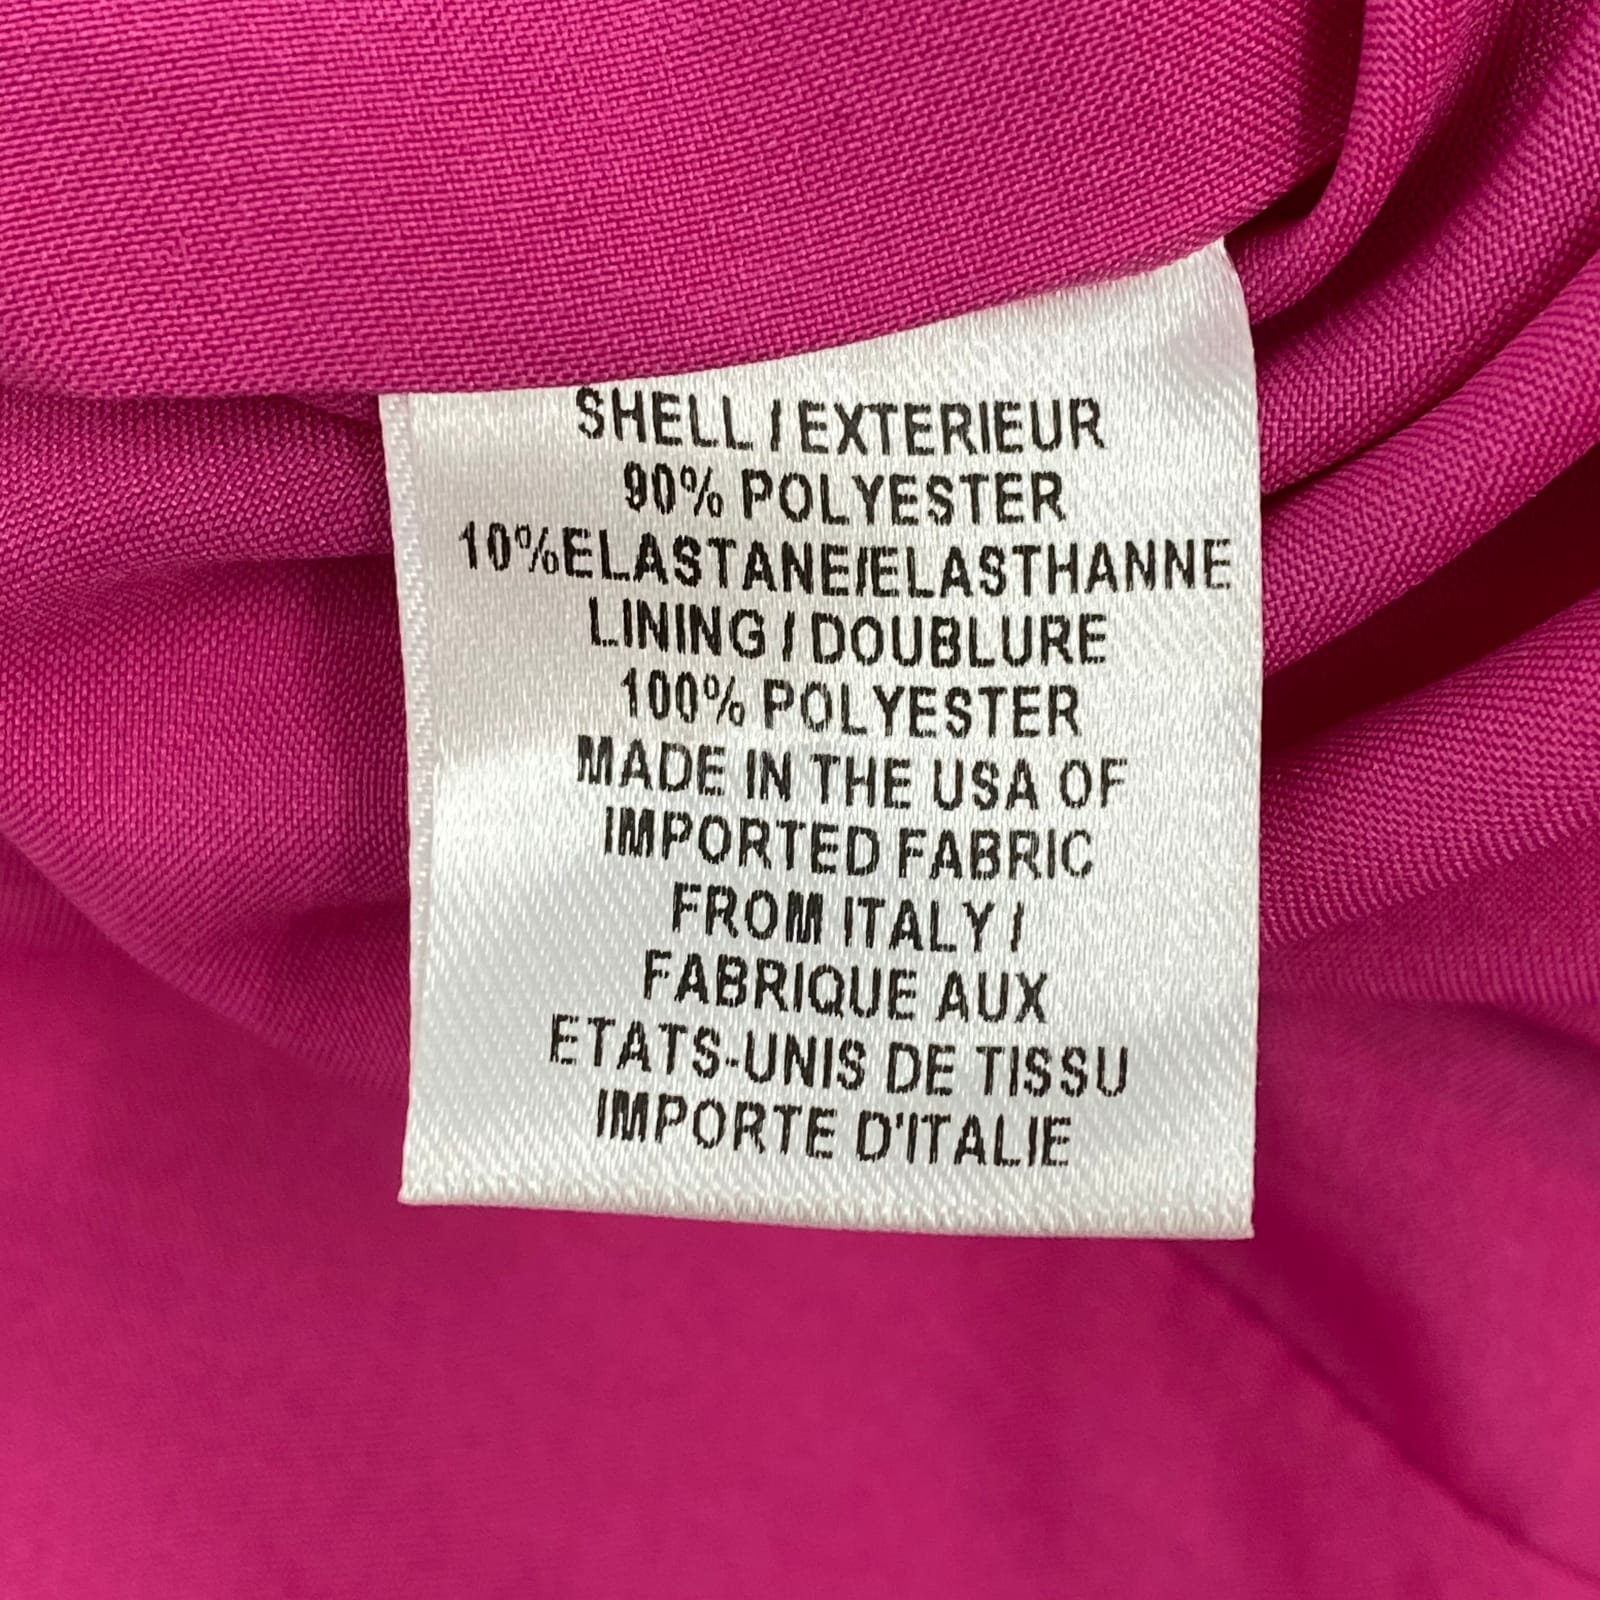 SHELL / EXTERIEUR
90% POLYESTER
10%ELASTANE/ELASTHANNE
LINING / DOUBLURE
100% POLYESTER
MADE IN THE USA OF
IMPORTED FABRIC
FROM ITALY /
FABRIQUE AUX
ETATS-UNIS DE TISSU
IMPORTE D'ITALIE